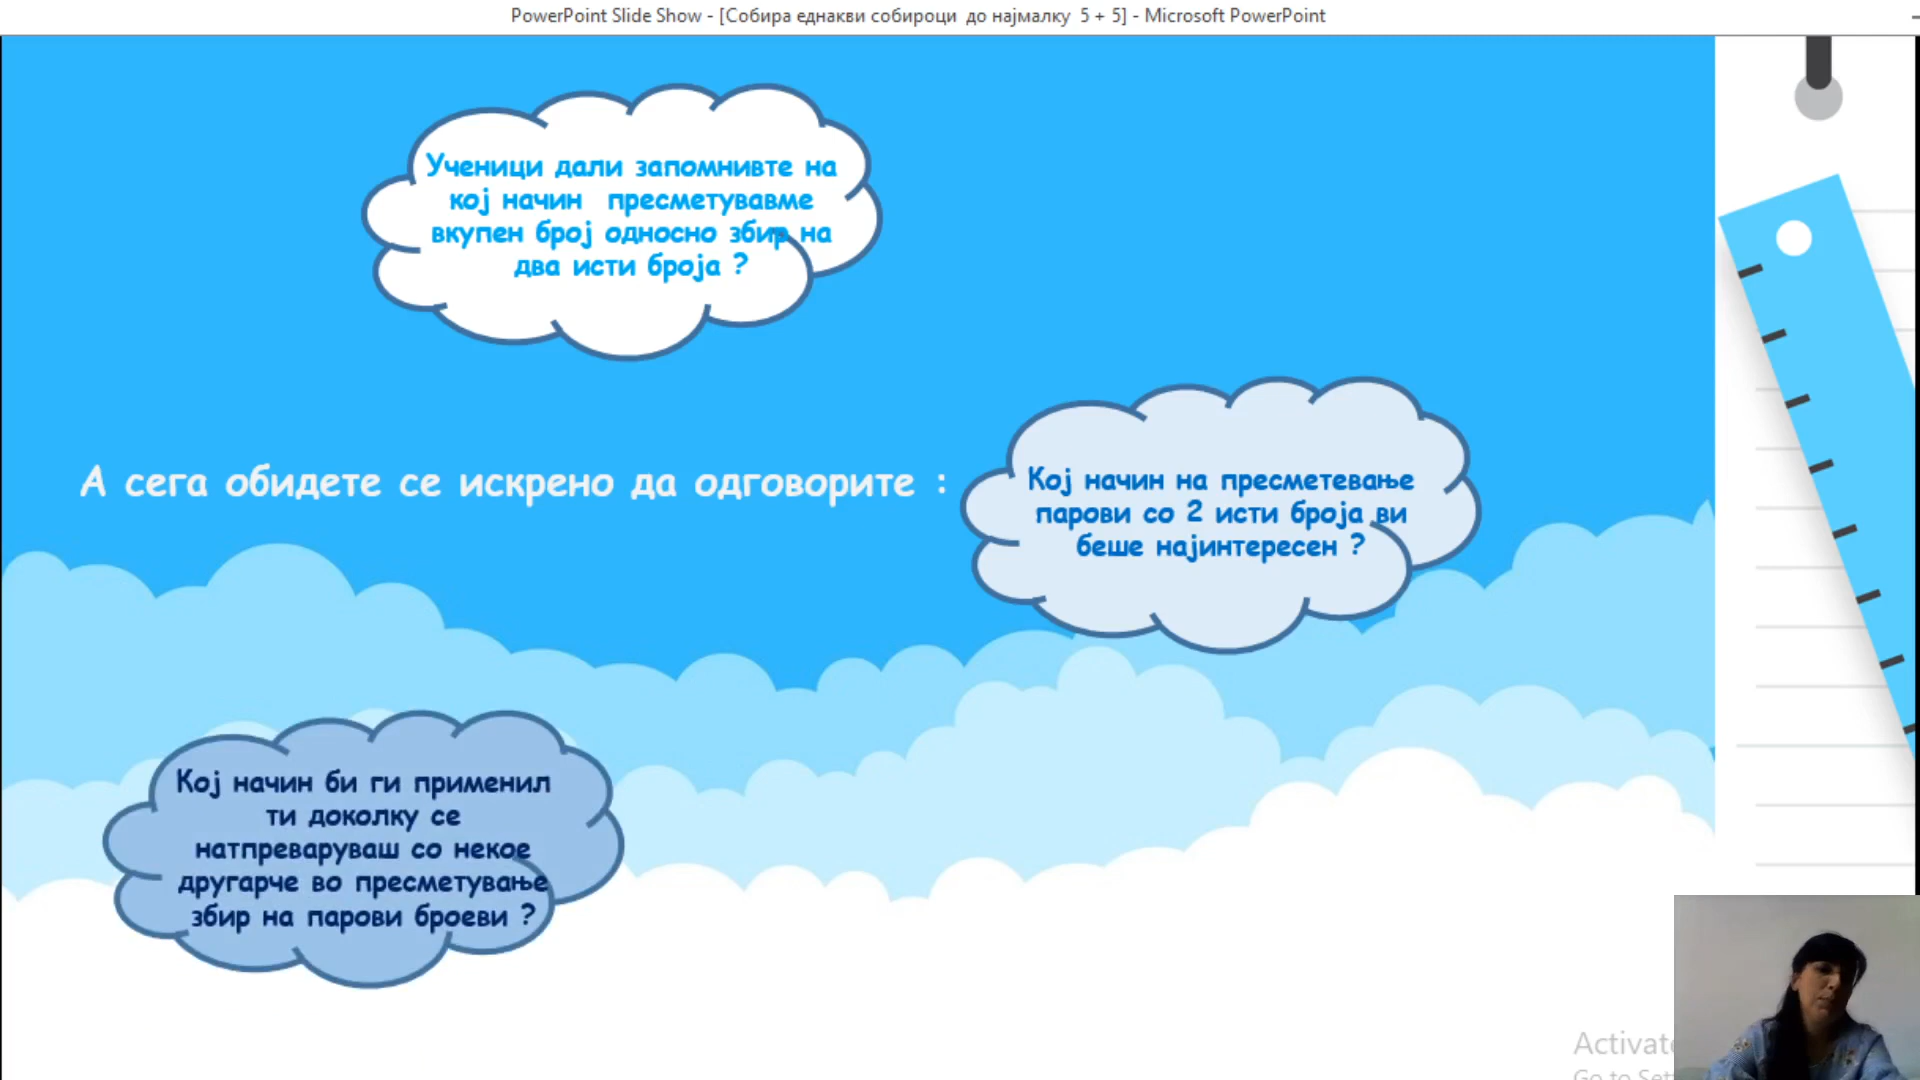 PowerPoint Slide Show - [Собира еднакви собироци до најмалку 5 + 5] - Microsoft PowerPoint
Ученици дали запомнивте на
кој начин пресметувавме
вкупен број односно збир на
два исти броја ?
А сега обидете се искрено да одговорите :
Кој начин на пресметевање
парови со 2 исти броја ви
беше најинтересен ?
Кој начин би ги применил
ти доколку се
натпреваруваш со некое
другарче во пресметување
збир на парови броеви ?